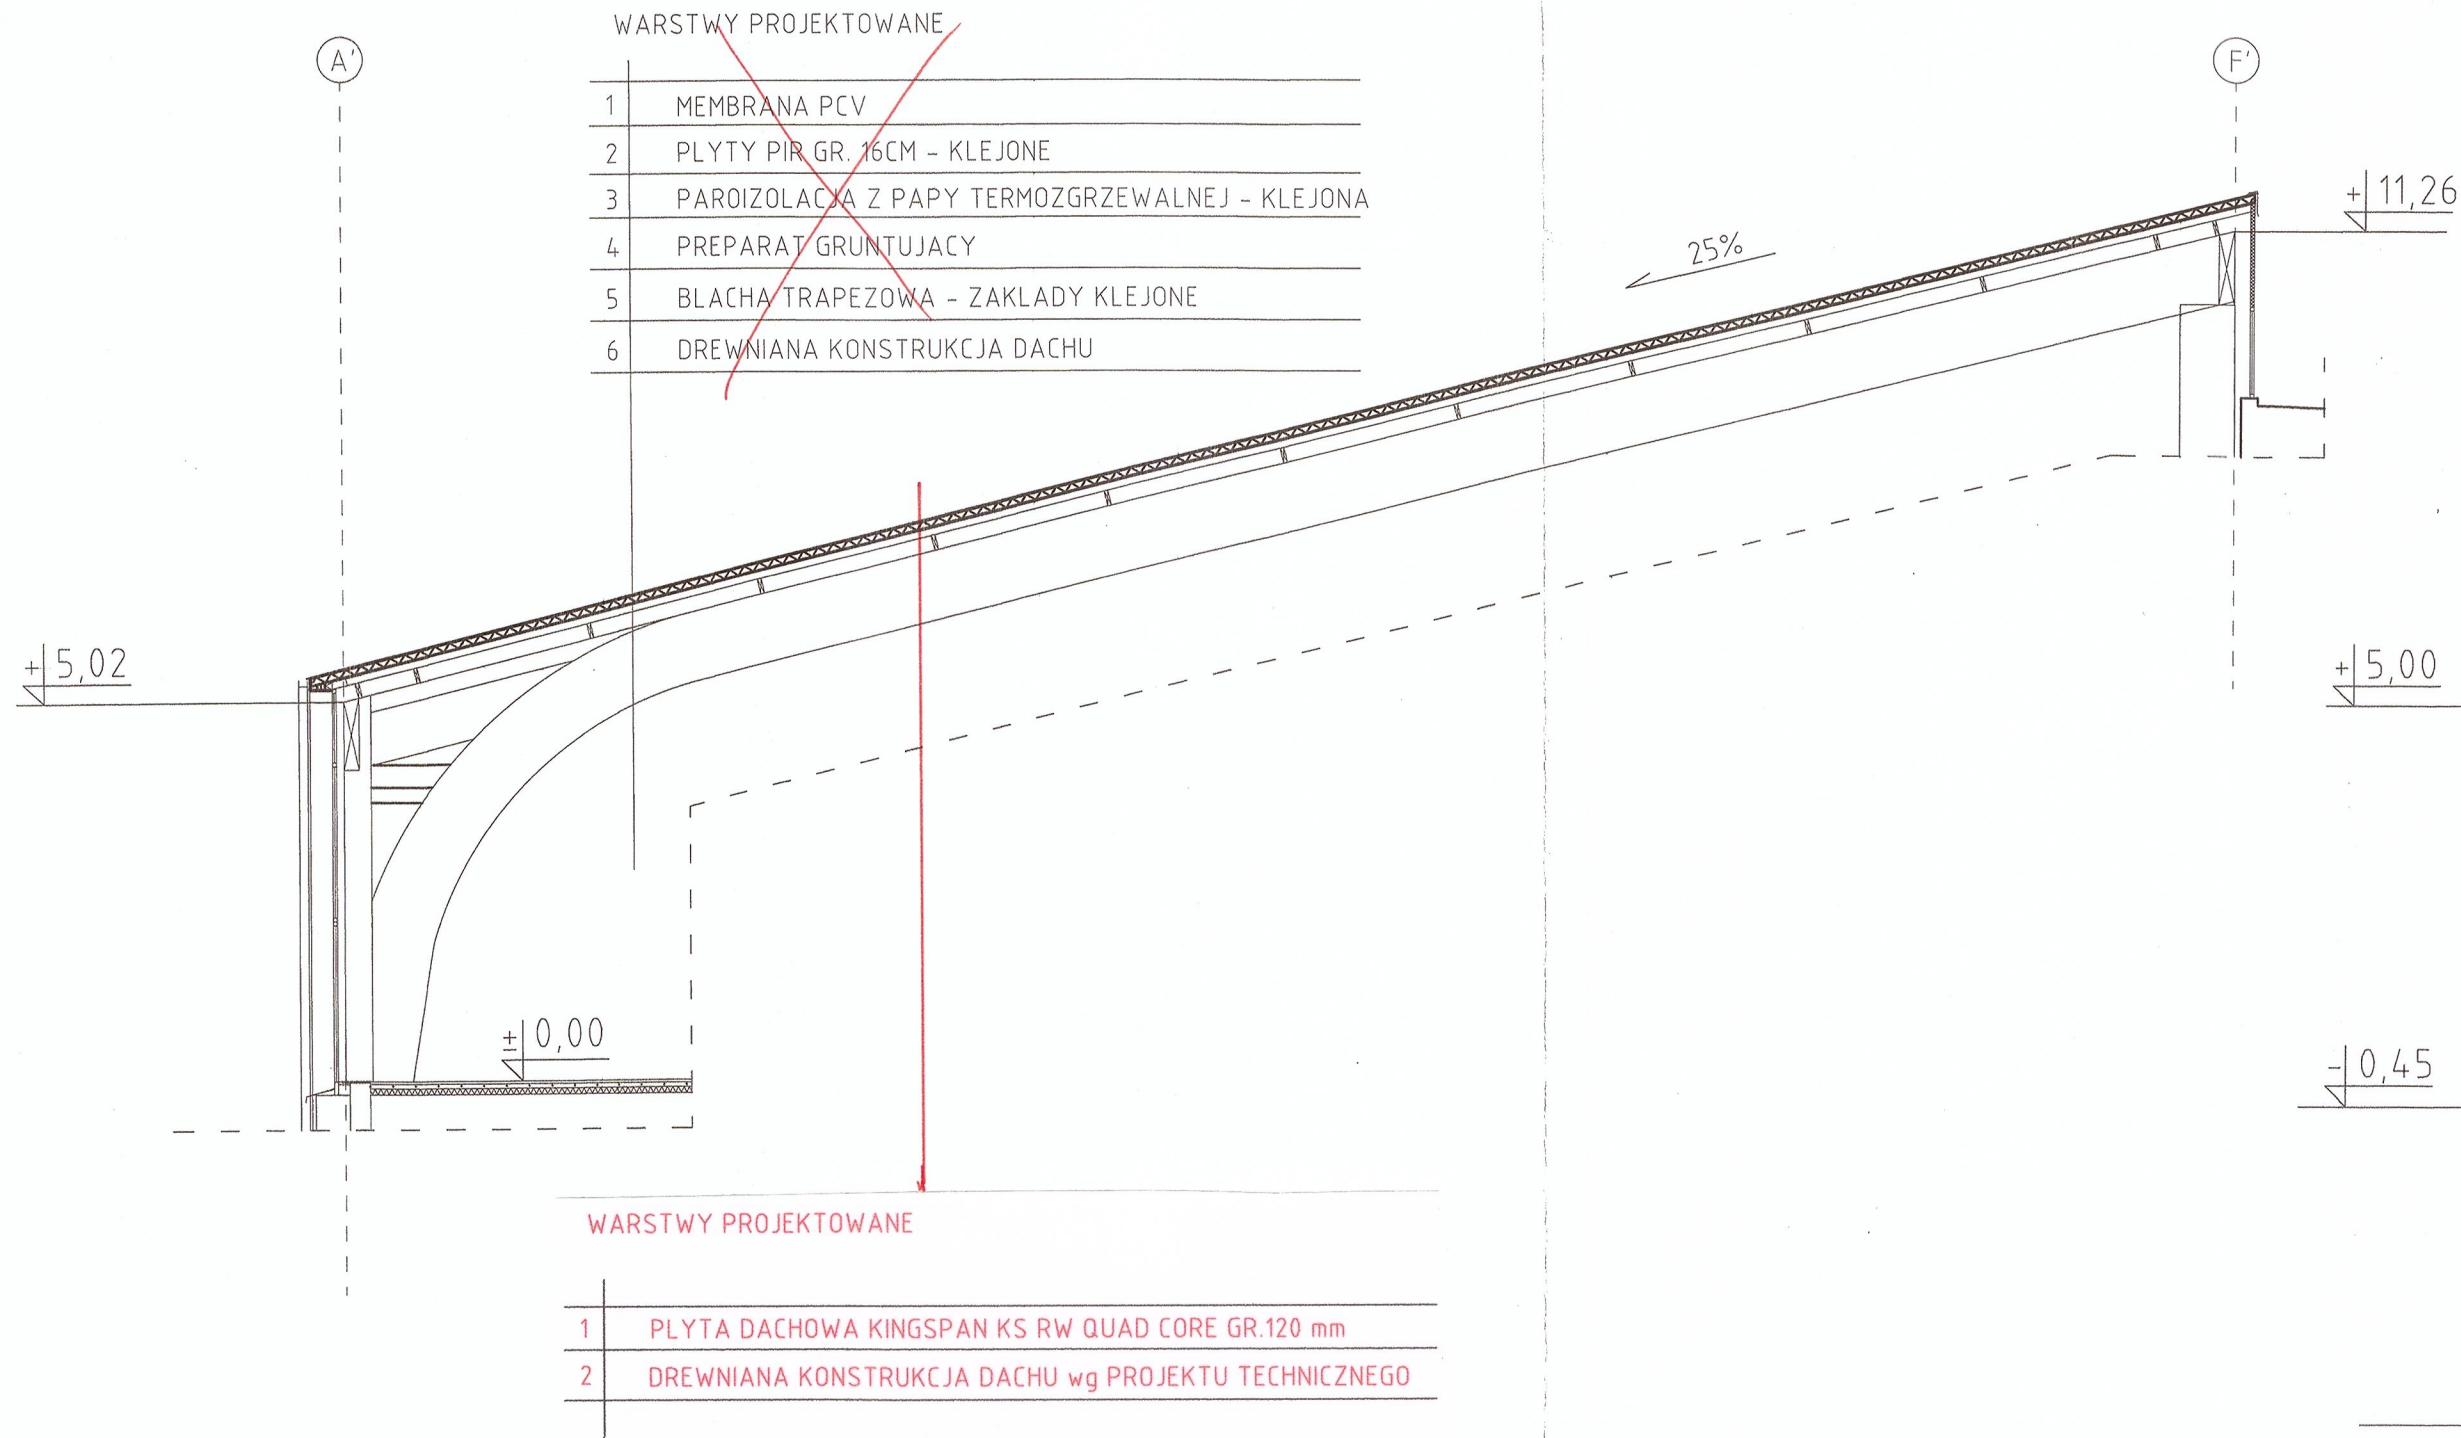 WARSTWY PROJEKTOWANE
A'
F'
1 MEMBRANA PCV
2 PLYTY PIR GR. 16CM - KLEJONE
3 PAROIZOLACJA Z PAPY TERMOZGRZEWALNEJ - KLEJONA
4 PREPARAT GRUNTUJACY
5 BLACHA TRAPEZOWA - ZAKLADY KLEJONE
6 DREWNIANA KONSTRUKCJA DACHU
+11,26
25%
+5,02
+5,00
±0,00
-0,45
WARSTWY PROJEKTOWANE
1 PLYTA DACHOWA KINGSPAN KS RW QUAD CORE GR.120 mm
2 DREWNIANA KONSTRUKCJA DACHU wg PROJEKTU TECHNICZNEGO